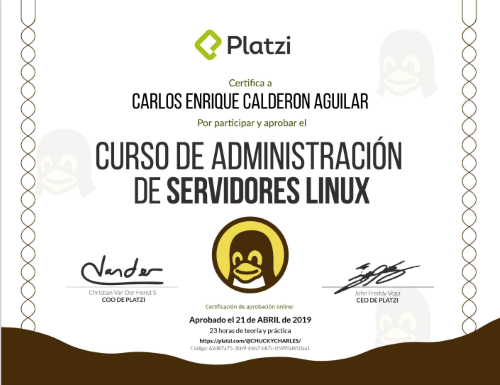 Platzi
Certifica a
CARLOS ENRIQUE CALDERON AGUILAR
Por participar y aprobar el
CURSO DE ADMINISTRACIÓN
DE SERVIDORES LINUX
Christian Van Der Henst S.
COO DE PLATZI
John Freddy Vega
CEO DE PLATZI
Certificación de aprobación online:
Aprobado el 21 de ABRIL de 2019
23 horas de teoría y práctica
https://platzi.com/@CHUCKYCHARLES/
Código: